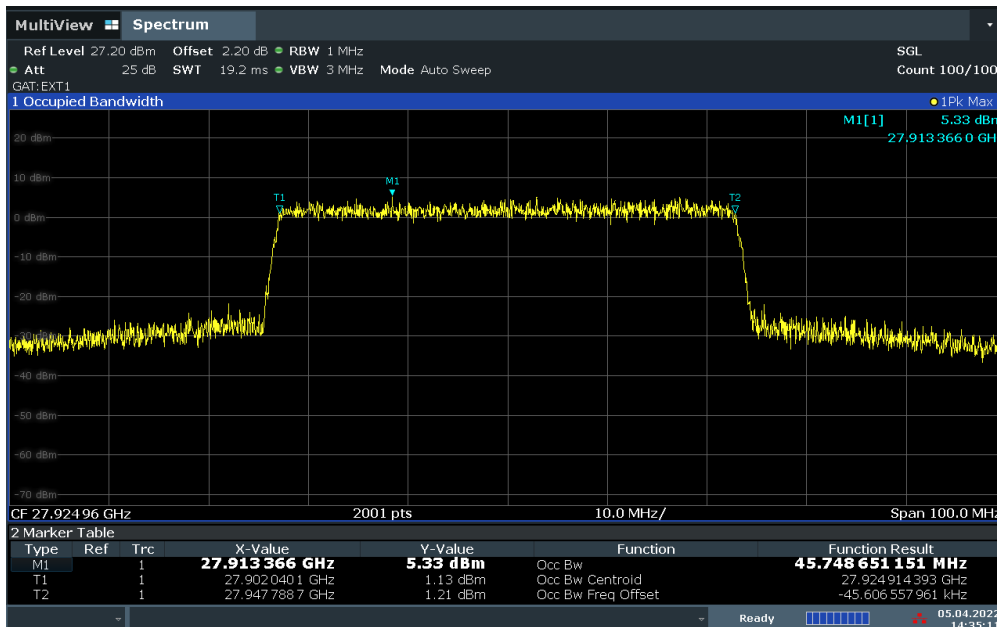 MultiView Spectrum
Ref Level 27.20 dBm Offset 2.20 dB RBW 1 MHz SGL
Att 25 dB SWT 19.2 ms VBW 3 MHz Mode Auto Sweep Count 100/100
GAT:EXT1
1 Occupied Bandwidth 1Pk Max
M1[1] 5.33 dBm
27.913 366 0 GH
20 dBm
10 dBm
M1
T1
T2
0 dBm
-10 dBm
-20 dBm
-40 dBm
-50 dBm
-60 dBm
-70 dBm
CF 27.924 96 GHz 2001 pts 10.0 MHz/ Span 100.0 MHz
2 Marker Table
Type Ref Trc X-Value Y-Value Function Function Result
M1 1 27.913 366 GHz 5.33 dBm Occ Bw 45.748 651 151 MHz
T1 1 27.902 040 1 GHz 1.13 dBm Occ Bw Centroid 27.924 914 393 GHz
T2 1 27.947 788 7 GHz 1.21 dBm Occ Bw Freq Offset -45.606 557 961 kHz
Ready 05.04.2022
14:35:11